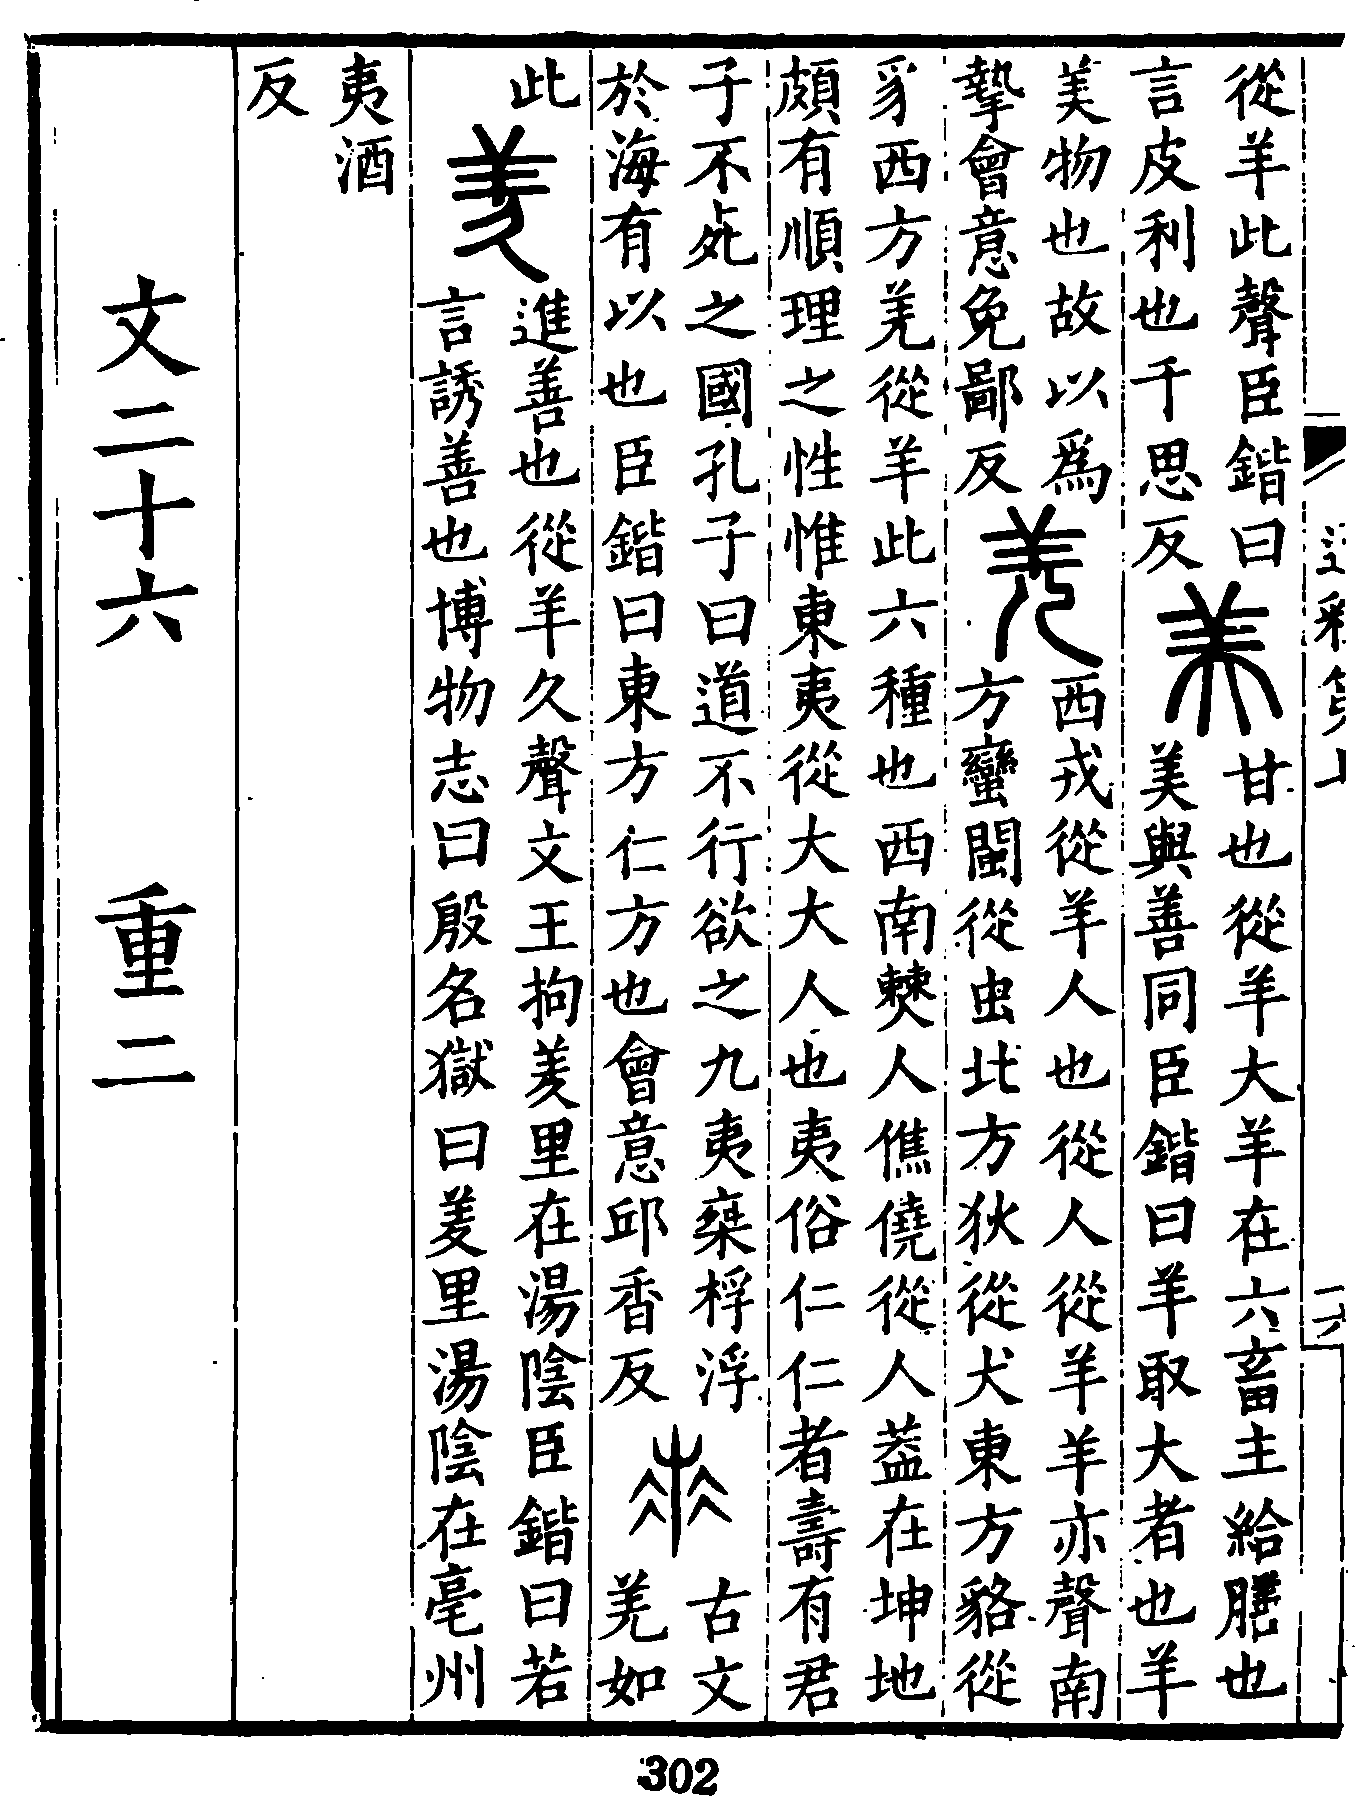 從羊此聲臣鍇曰
言皮利也千思反
美
甘也從羊大羊在六畜主給膳也
美與善同臣鍇曰羊取大者也羊
美物也故以爲
摯會意免鄙反
羌
西戎從羊人也從人從羊羊亦聲南
方蠻閩從虫北方狄從犬東方貉從
豸西方羌從羊此六種也西南僰人僬僥從人葢在坤地
頗有順理之性惟東夷從大大人也夷俗仁仁者壽有君
子不死之國孔子曰道不行欲之九夷椉桴浮
於海有以也臣鍇曰東方仁方也會意邱香反
古文
羌如
此
羑
進善也從羊久聲文王拘羑里在湯陰臣鍇曰若
言誘善也博物志曰殷名獄曰羑里湯陰在亳州
夷酒
反
文二十六 重二
302